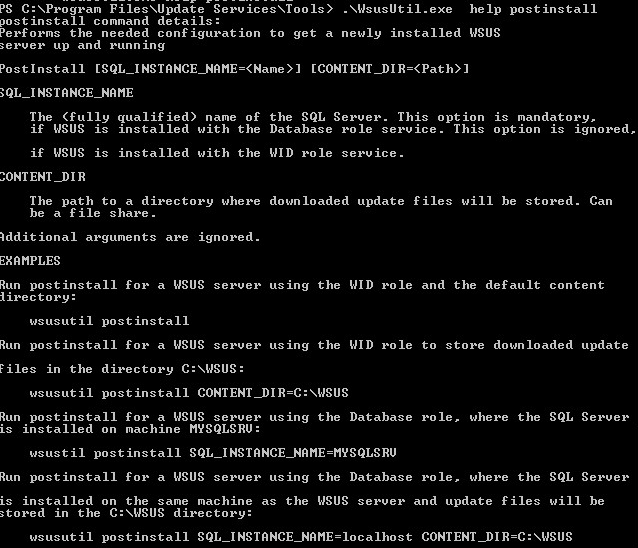 PS C:\Program Files\Update Services\Tools> .\WsusUtil.exe  help postinstall
postinstall command details:
Performs the needed configuration to get a newly installed WSUS
server up and running
PostInstall [SQL_INSTANCE_NAME=<Name>] [CONTENT_DIR=<Path>]
SQL_INSTANCE_NAME
The (fully qualified) name of the SQL Server. This option is mandatory,
if WSUS is installed with the Database role service. This option is ignored,
if WSUS is installed with the WID role service.
CONTENT_DIR
The path to a directory where downloaded update files will be stored. Can
be a file share.
Additional arguments are ignored.
EXAMPLES
Run postinstall for a WSUS server using the WID role and the default content
directory:
wsusutil postinstall
Run postinstall for a WSUS server using the WID role to store downloaded update
files in the directory C:\WSUS:
wsusutil postinstall CONTENT_DIR=C:\WSUS
Run postinstall for a WSUS server using the Database role, where the SQL Server
is installed on machine MYSQLSRV:
wsustil postinstall SQL_INSTANCE_NAME=MYSQLSRV
Run postinstall for a WSUS server using the Database role, where the SQL Server
is installed on the same machine as the WSUS server and update files will be
stored in the C:\WSUS directory:
wsusutil postinstall SQL_INSTANCE_NAME=localhost CONTENT_DIR=C:\WSUS